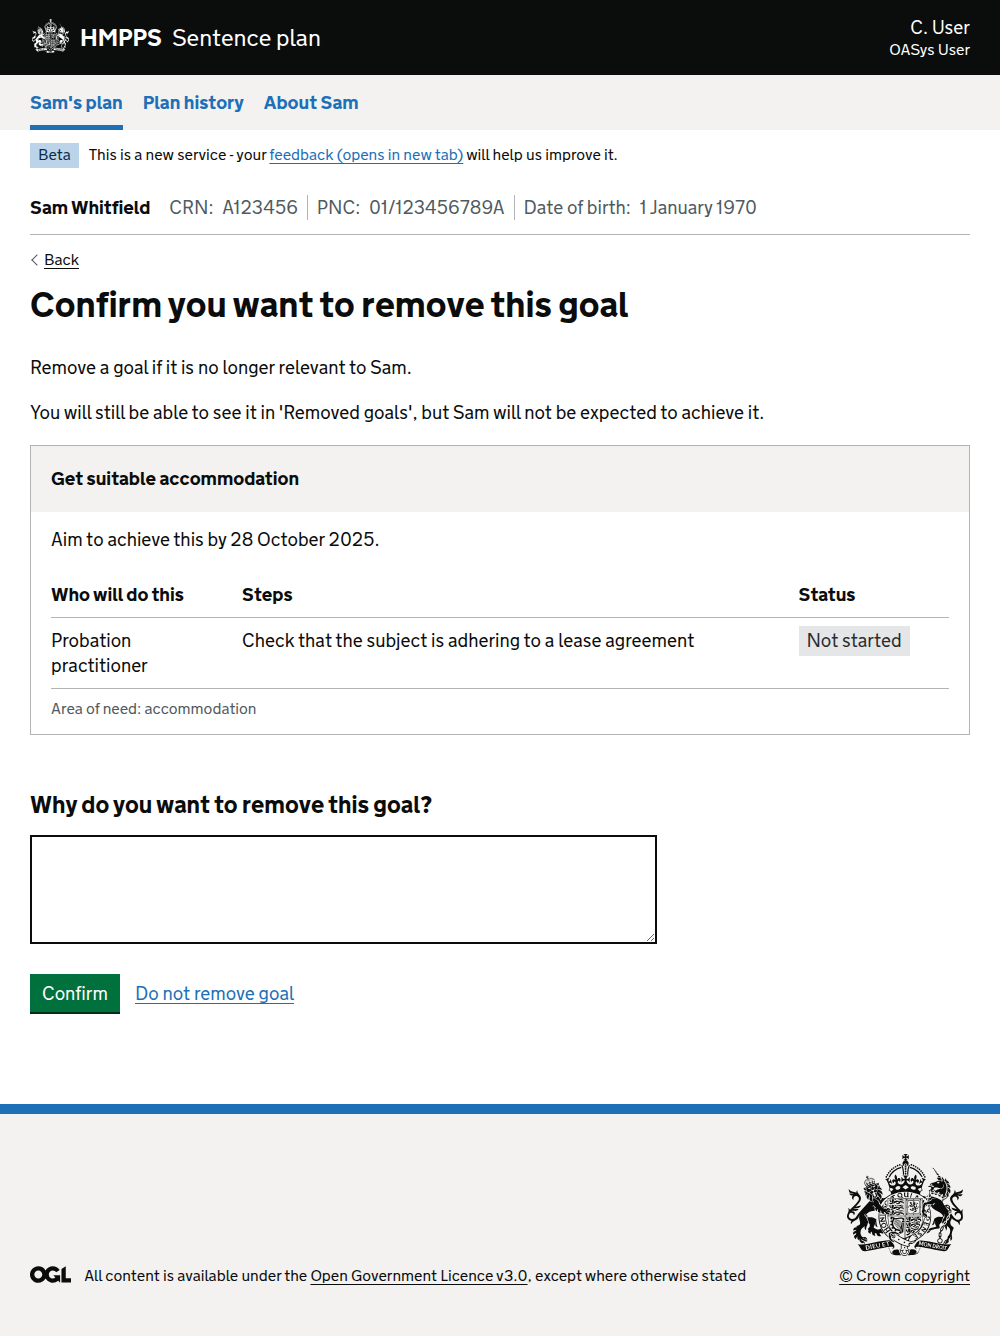 HMPPS Sentence plan
C. User
OASys User
Sam's plan Plan history About Sam
Beta This is a new service - your feedback (opens in new tab) will help us improve it.
Sam Whitfield CRN: A123456 PNC: 01/123456789A Date of birth: 1 January 1970
Back
Confirm you want to remove this goal
Remove a goal if it is no longer relevant to Sam.
You will still be able to see it in 'Removed goals', but Sam will not be expected to achieve it.
Get suitable accommodation
Aim to achieve this by 28 October 2025.
Who will do this Steps Status
Probation practitioner Check that the subject is adhering to a lease agreement Not started
Area of need: accommodation
Why do you want to remove this goal?
Confirm Do not remove goal
DIEU ET MON DROIT
OGL All content is available under the Open Government Licence v3.0, except where otherwise stated
© Crown copyright